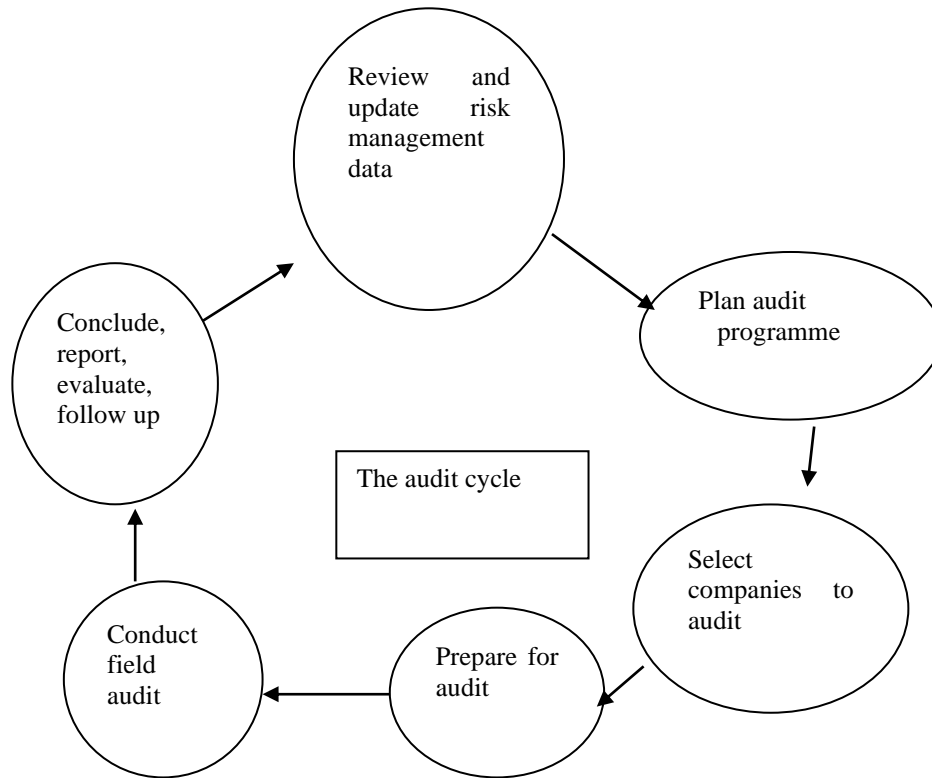 Review and
update risk
management
data
Plan audit
programme
Conclude,
report,
evaluate,
follow up
The audit cycle
Select
companies to
audit
Conduct
field
audit
Prepare for
audit